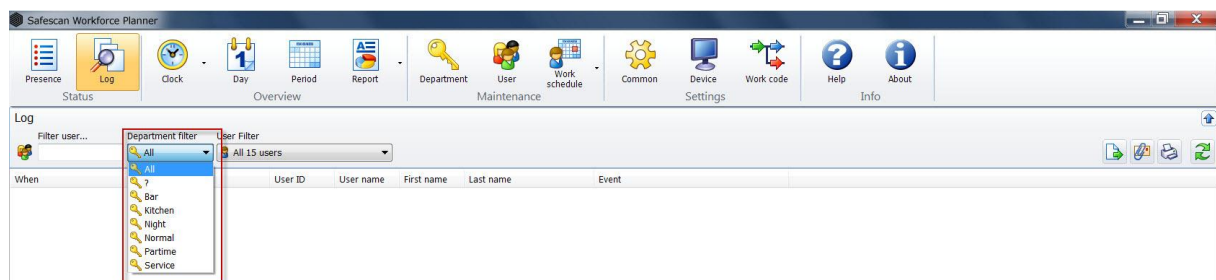 Safescan Workforce Planner
Presence Log Clock Day Period Report Department User Work schedule Common Device Work code Help About
Status Overview Maintenance Settings Info
Log
Filter user... Department filter User Filter
All All 15 users
When User ID User name First name Last name Event
All
?
Bar
Kitchen
Night
Normal
Partime
Service